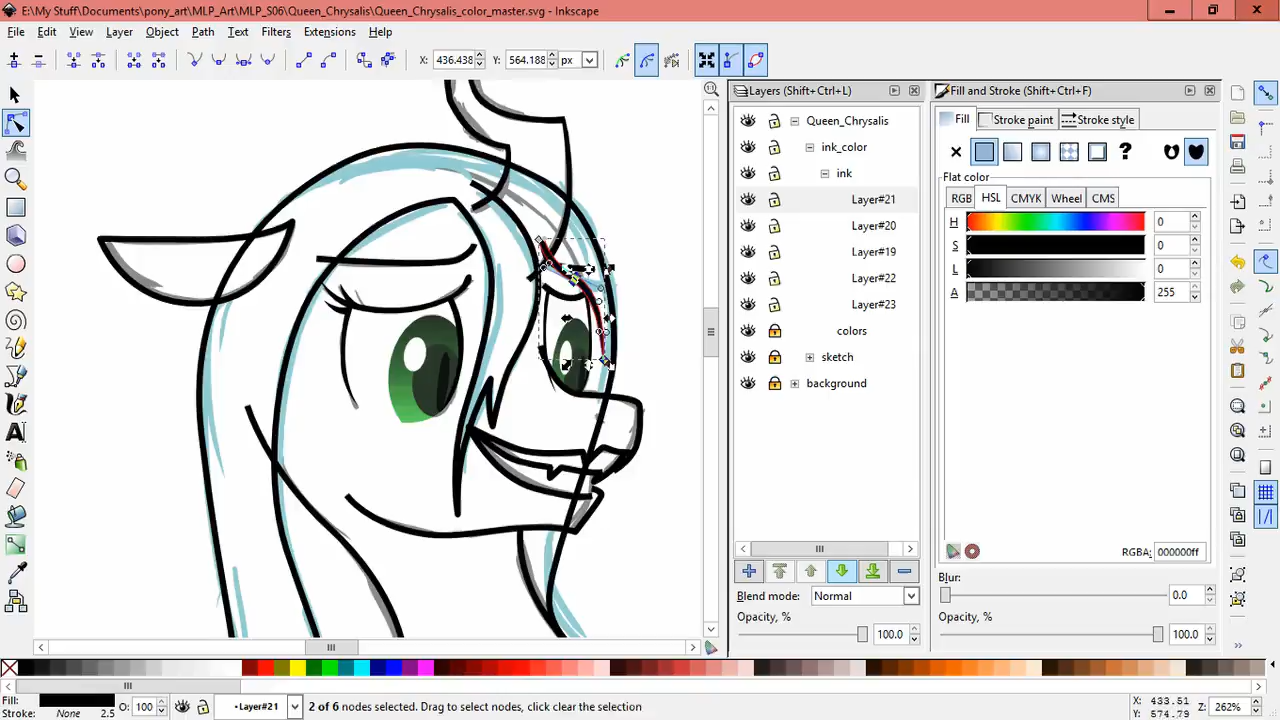 E:\My Stuff\Documents\pony_art\MLP_Art\MLP_S06\Queen_Chrysalis\Queen_Chrysalis_color_master.svg - Inkscape
File Edit View Layer Object Path Text Filters Extensions Help
X: 436.438 Y: 564.188 px
Layers (Shift+Ctrl+L)
Fill and Stroke (Shift+Ctrl+F)
Queen_Chrysalis
ink_color
ink
Layer#21
Layer#20
Layer#19
Layer#22
Layer#23
colors
sketch
background
Blend mode: Normal
Opacity, % 100.0
Fill Stroke paint Stroke style
?
Flat color
RGB HSL CMYK Wheel CMS
H 0
S 0
L 0
A 255
RGBA: 000000ff
Blur:
0.0
Opacity, %
100.0
Fill:
Stroke: None 2.5
O: 100
•Layer#21
2 of 6 nodes selected. Drag to select nodes, click clear the selection
X: 433.51
Y: 574.79
Z: 262%